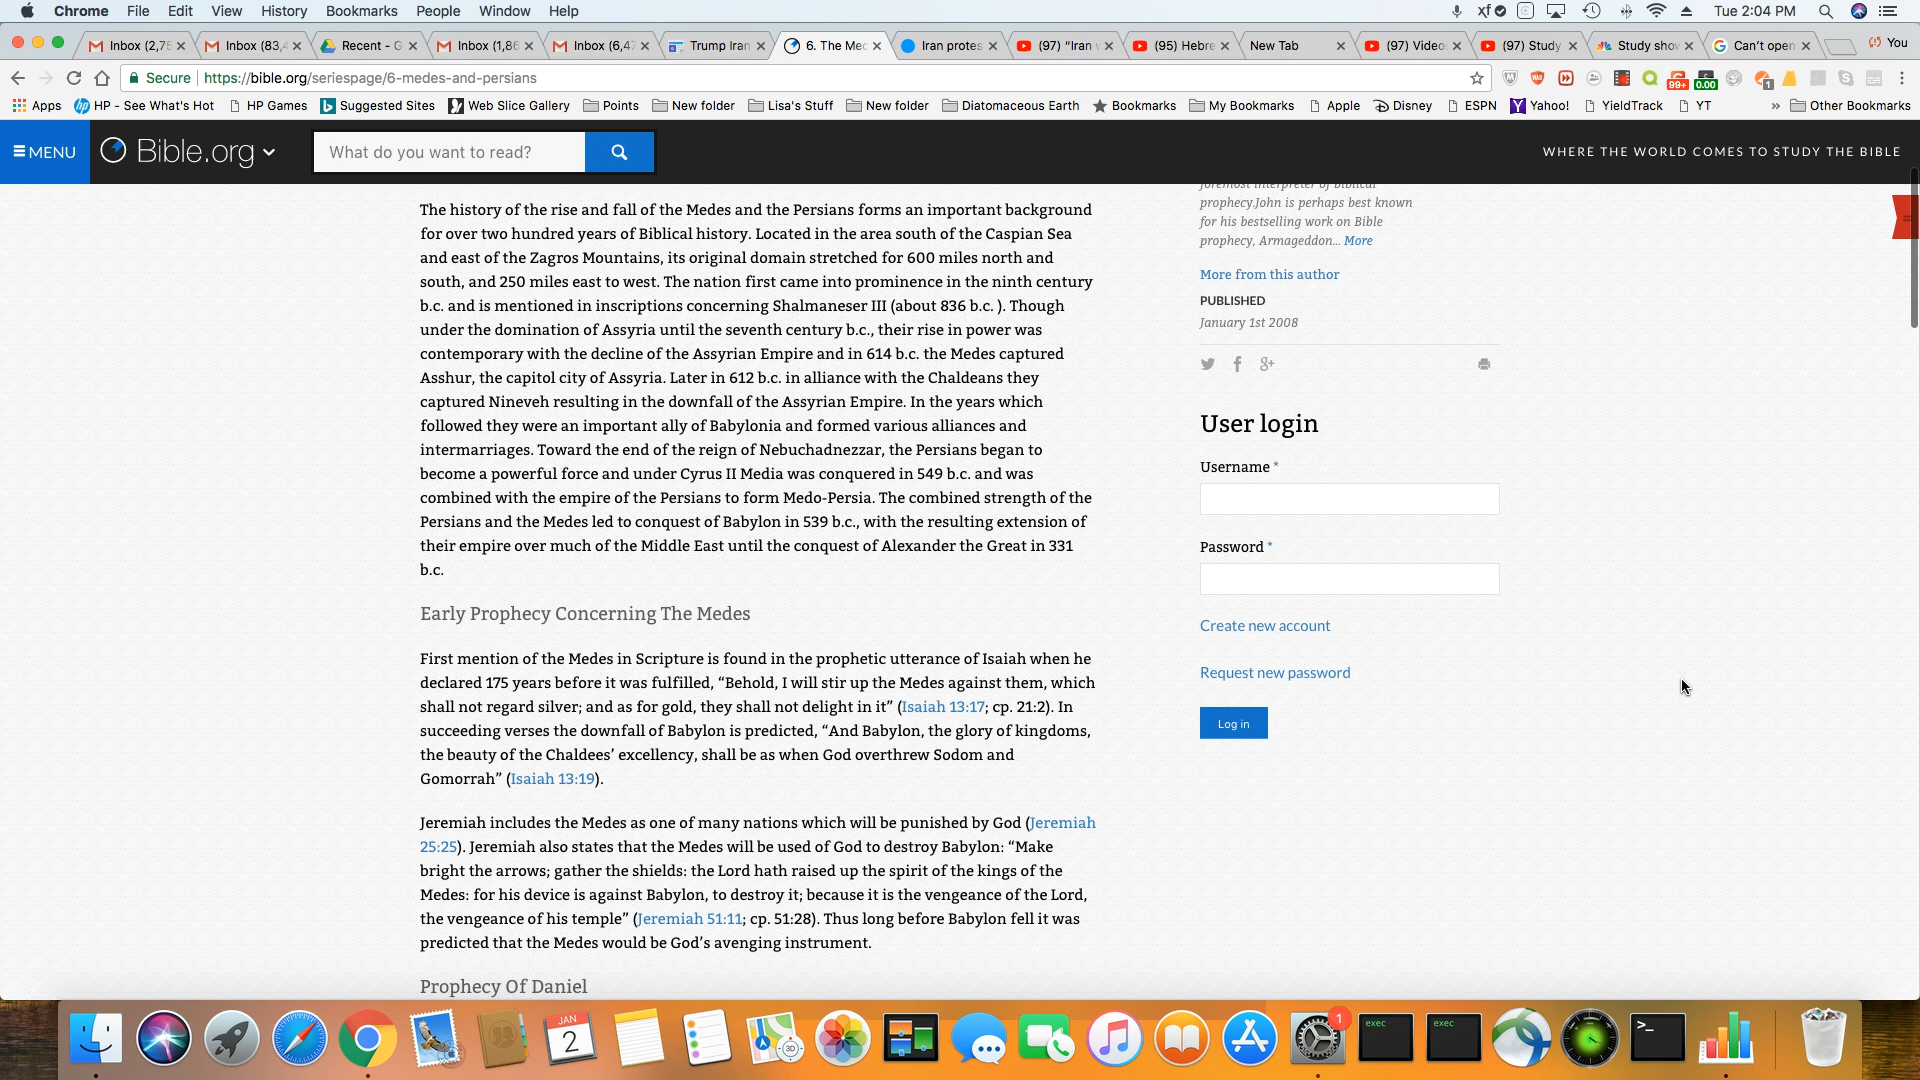 Chrome File Edit View History Bookmarks People Window Help
xf Tue 2:04 PM
Inbox (2,75
Inbox (83,4
Recent - G
Inbox (1,86
Inbox (6,47
Trump Iran
6. The Med
Iran protes
(97) “Iran
(95) Hebre
New Tab
(97) Video
(97) Study
Study show
Can’t open
You
Secure https://bible.org/seriespage/6-medes-and-persians
99+
0.00
1
Apps HP - See What's Hot HP Games Suggested Sites Web Slice Gallery Points New folder Lisa's Stuff New folder Diatomaceous Earth Bookmarks My Bookmarks Apple Disney ESPN Yahoo! YieldTrack YT » Other Bookmarks
MENU Bible.org What do you want to read? WHERE THE WORLD COMES TO STUDY THE BIBLE
The history of the rise and fall of the Medes and the Persians forms an important background
for over two hundred years of Biblical history. Located in the area south of the Caspian Sea
and east of the Zagros Mountains, its original domain stretched for 600 miles north and
south, and 250 miles east to west. The nation first came into prominence in the ninth century
b.c. and is mentioned in inscriptions concerning Shalmaneser III (about 836 b.c. ). Though
under the domination of Assyria until the seventh century b.c., their rise in power was
contemporary with the decline of the Assyrian Empire and in 614 b.c. the Medes captured
Asshur, the capitol city of Assyria. Later in 612 b.c. in alliance with the Chaldeans they
captured Nineveh resulting in the downfall of the Assyrian Empire. In the years which
followed they were an important ally of Babylonia and formed various alliances and
intermarriages. Toward the end of the reign of Nebuchadnezzar, the Persians began to
become a powerful force and under Cyrus II Media was conquered in 549 b.c. and was
combined with the empire of the Persians to form Medo-Persia. The combined strength of the
Persians and the Medes led to conquest of Babylon in 539 b.c., with the resulting extension of
their empire over much of the Middle East until the conquest of Alexander the Great in 331
b.c.
Early Prophecy Concerning The Medes
First mention of the Medes in Scripture is found in the prophetic utterance of Isaiah when he
declared 175 years before it was fulfilled, “Behold, I will stir up the Medes against them, which
shall not regard silver; and as for gold, they shall not delight in it” (Isaiah 13:17; cp. 21:2). In
succeeding verses the downfall of Babylon is predicted, “And Babylon, the glory of kingdoms,
the beauty of the Chaldees’ excellency, shall be as when God overthrew Sodom and
Gomorrah” (Isaiah 13:19).
Jeremiah includes the Medes as one of many nations which will be punished by God (Jeremiah
25:25). Jeremiah also states that the Medes will be used of God to destroy Babylon: “Make
bright the arrows; gather the shields: the Lord hath raised up the spirit of the kings of the
Medes: for his device is against Babylon, to destroy it; because it is the vengeance of the Lord,
the vengeance of his temple” (Jeremiah 51:11; cp. 51:28). Thus long before Babylon fell it was
predicted that the Medes would be God’s avenging instrument.
Prophecy Of Daniel
foremost interpreter of biblical
prophecy.John is perhaps best known
for his bestselling work on Bible
prophecy, Armageddon... More
More from this author
PUBLISHED
January 1st 2008
User login
Username *
Password *
Create new account
Request new password
Log in
JAN
2
3D
1
exec
exec
>_